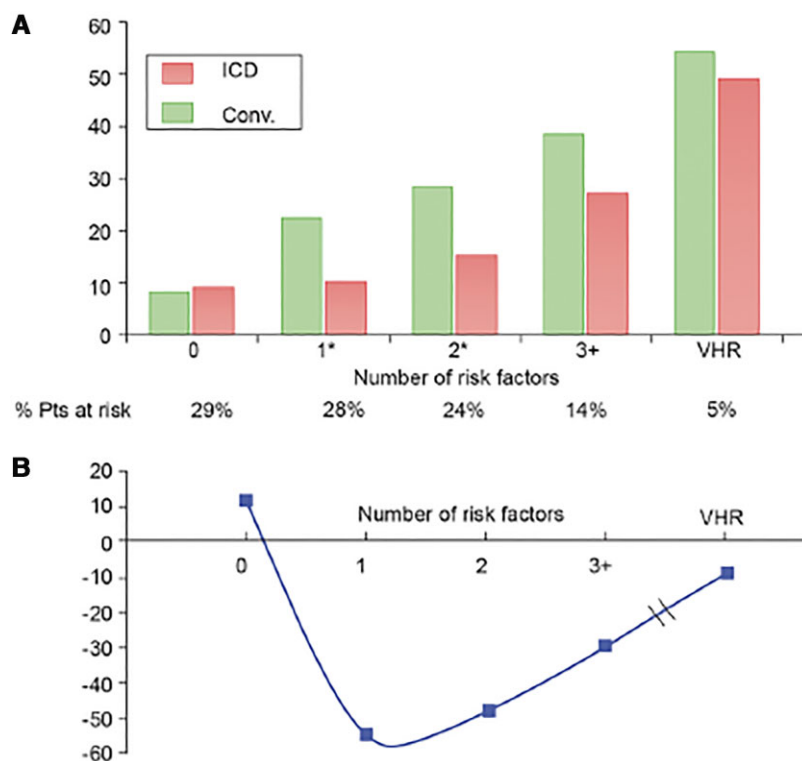 A
60
50
40
30
20
10
0
ICD
Conv.
0 1* 2* 3+ VHR
Number of risk factors
% Pts at risk 29% 28% 24% 14% 5%
B
20
10
0
-10
-20
-30
-40
-50
-60
Number of risk factors VHR
0 1 2 3+